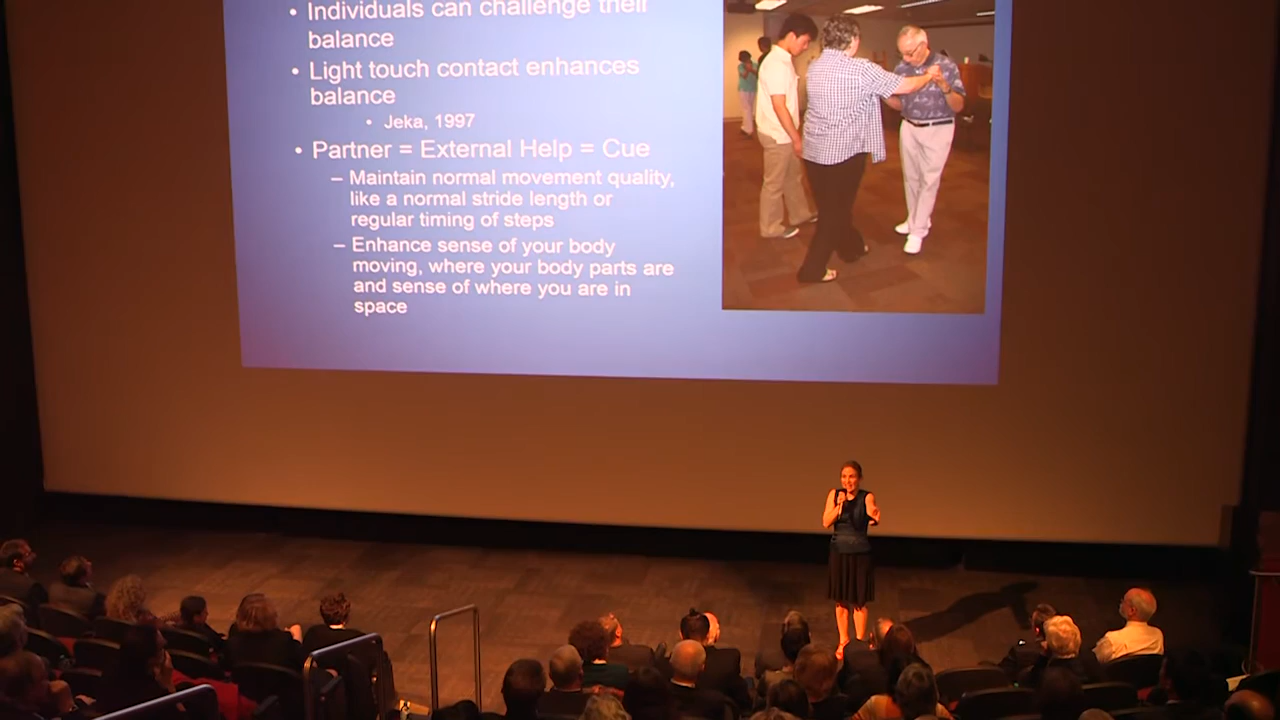 • Individuals can challenge their
balance
• Light touch contact enhances
balance
• Jeka, 1997
• Partner = External Help = Cue
– Maintain normal movement quality,
like a normal stride length or
regular timing of steps
– Enhance sense of your body
moving, where your body parts are
and sense of where you are in
space